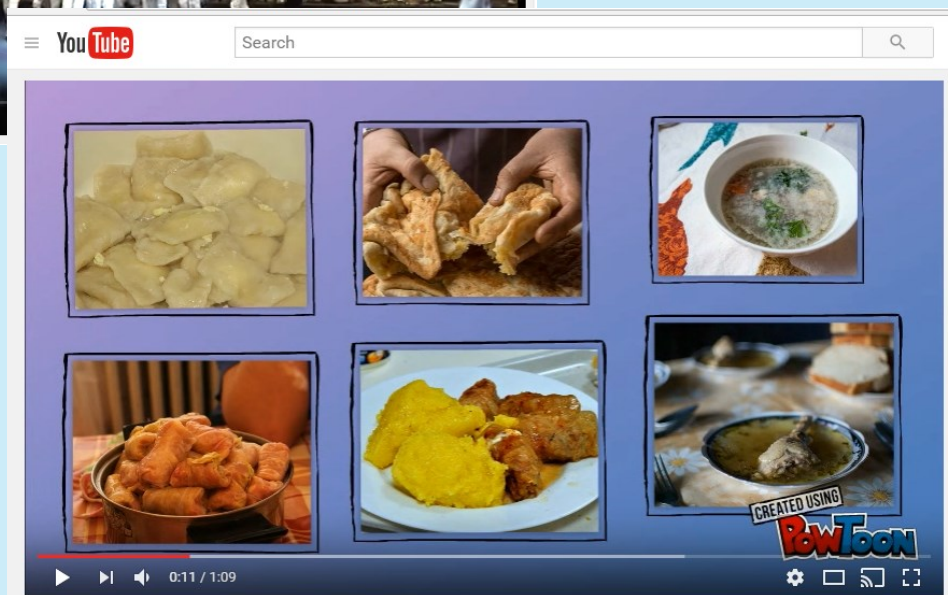 YouTube
Search
CREATED USING
POWTOON
0:11 / 1:09